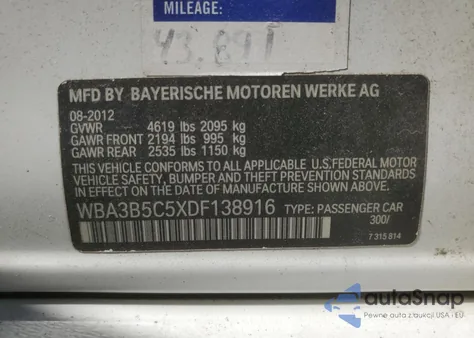 MILEAGE:
43,891
MFD BY BAYERISCHE MOTOREN WERKE AG
08-2012
GVWR 4619 lbs 2095 kg
GAWR FRONT 2194 lbs 995 kg
GAWR REAR 2535 lbs 1150 kg
THIS VEHICLE CONFORMS TO ALL APPLICABLE U.S. FEDERAL MOTOR
VEHICLE SAFETY, BUMPER AND THEFT PREVENTION STANDARDS
IN EFFECT ON THE DATE OF MANUFACTURE SHOWN ABOVE.
WBA3B5C5XDF138916 TYPE: PASSENGER CAR
300/
7 315 814
autoSnap
Pewne auta z aukcji USA i EU